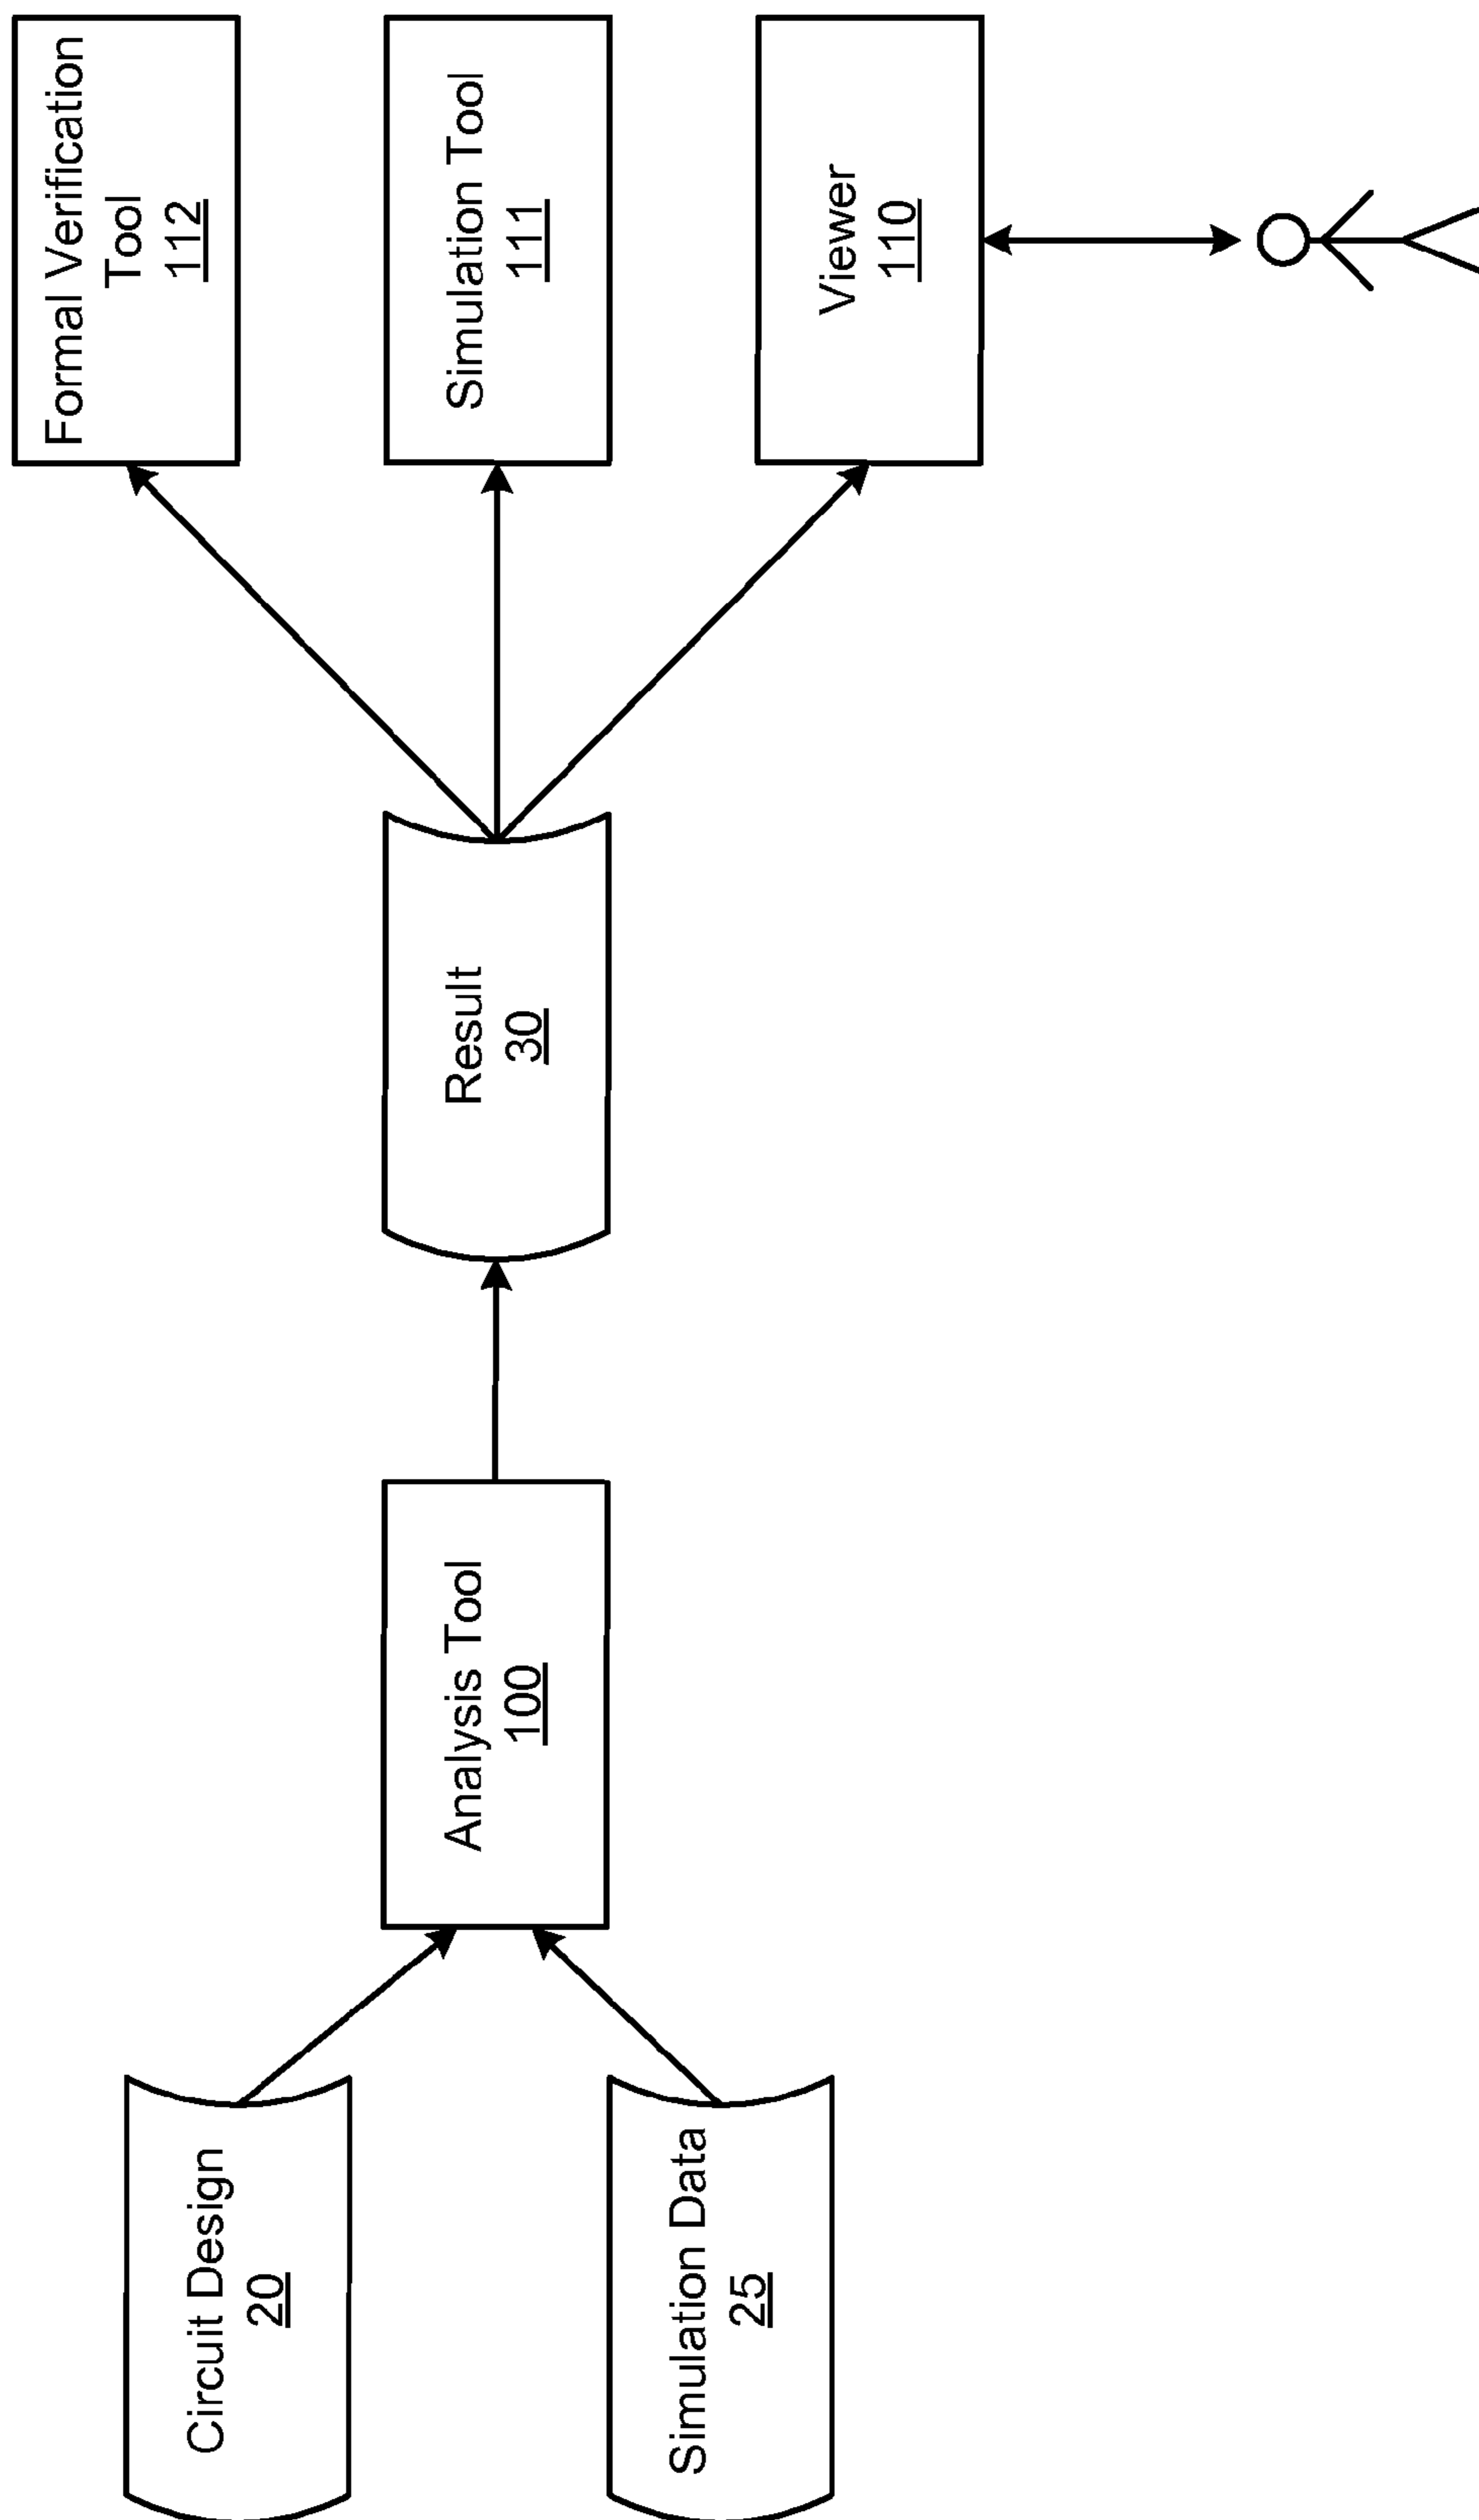 Circuit Design
20
Simulation Data
25
Analysis Tool
100
Result
30
Formal Verification
Tool
112
Simulation Tool
111
Viewer
110